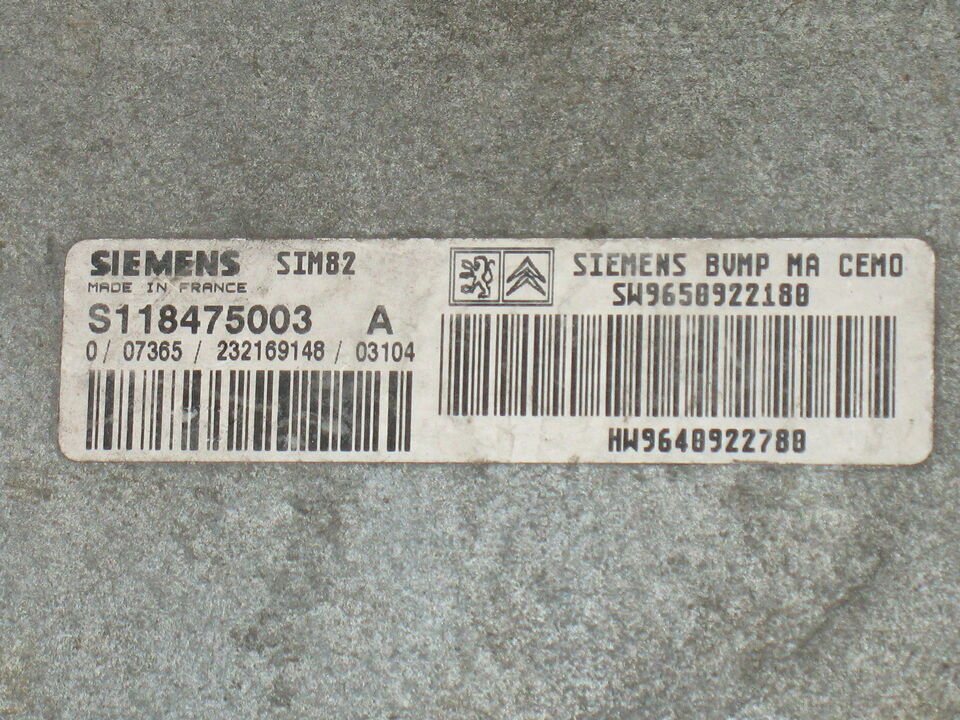 SIEMENS SIM82
MADE IN FRANCE
S118475003 A
0 / 07365 / 232169148 / 03104
SIEMENS BVMP MA CEMO
SW9650922180
HW9640922780